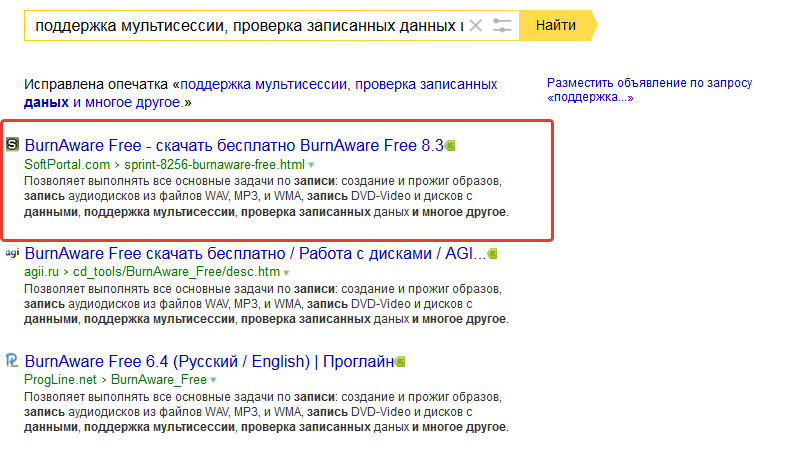 поддержка мультисессии, проверка записанных данных и
Найти
Исправлена опечатка «поддержка мультисессии, проверка записанных
даных и многое другое.»
Разместить объявление по запросу
«поддержка...»
BurnAware Free - скачать бесплатно BurnAware Free 8.3
SoftPortal.com › sprint-8256-burnaware-free.html
Позволяет выполнять все основные задачи по записи: создание и прожиг образов,
запись аудиодисков из файлов WAV, MP3, и WMA, запись DVD-Video и дисков с
данными, поддержка мультисессии, проверка записанных даных и многое другое.
agi BurnAware Free скачать бесплатно / Работа с дисками / AGI...
agii.ru › cd_tools/BurnAware_Free/desc.htm
Позволяет выполнять все основные задачи по записи: создание и прожиг образов,
запись аудиодисков из файлов WAV, MP3, и WMA, запись DVD-Video и дисков с
данными, поддержка мультисессии, проверка записанных даных и многое другое.
BurnAware Free 6.4 (Русский / English) | Проглайн
ProgLine.net › BurnAware_Free
Позволяет выполнять все основные задачи по записи: создание и прожиг образов,
запись аудиодисков из файлов WAV, MP3, и WMA, запись DVD-Video и дисков с
данными, поддержка мультисессии, проверка записанных даных и многое другое.